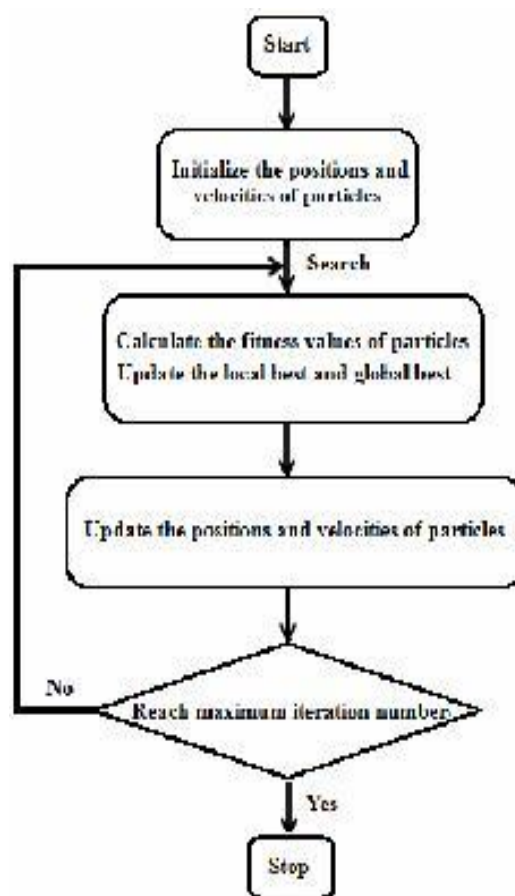 Start
Initialize the positions and
velocities of particles
Search
Calculate the fitness values of particles
Update the local best and global best
Update the positions and velocities of particles
Reach maximum iteration number
No
Yes
Stop